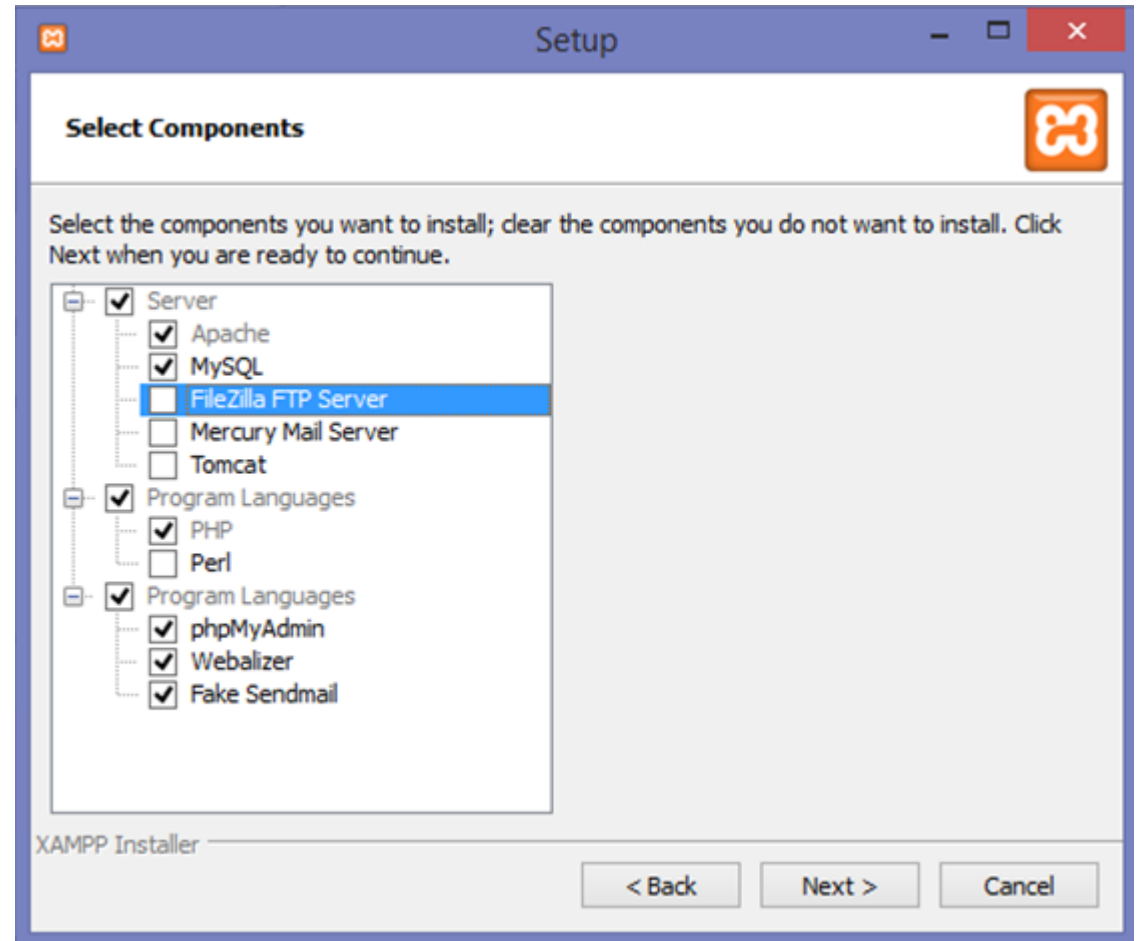 Setup
Select Components
Select the components you want to install; clear the components you do not want to install. Click
Next when you are ready to continue.
Server
Apache
MySQL
FileZilla FTP Server
Mercury Mail Server
Tomcat
Program Languages
PHP
Perl
Program Languages
phpMyAdmin
Webalizer
Fake Sendmail
XAMPP Installer
< Back Next > Cancel